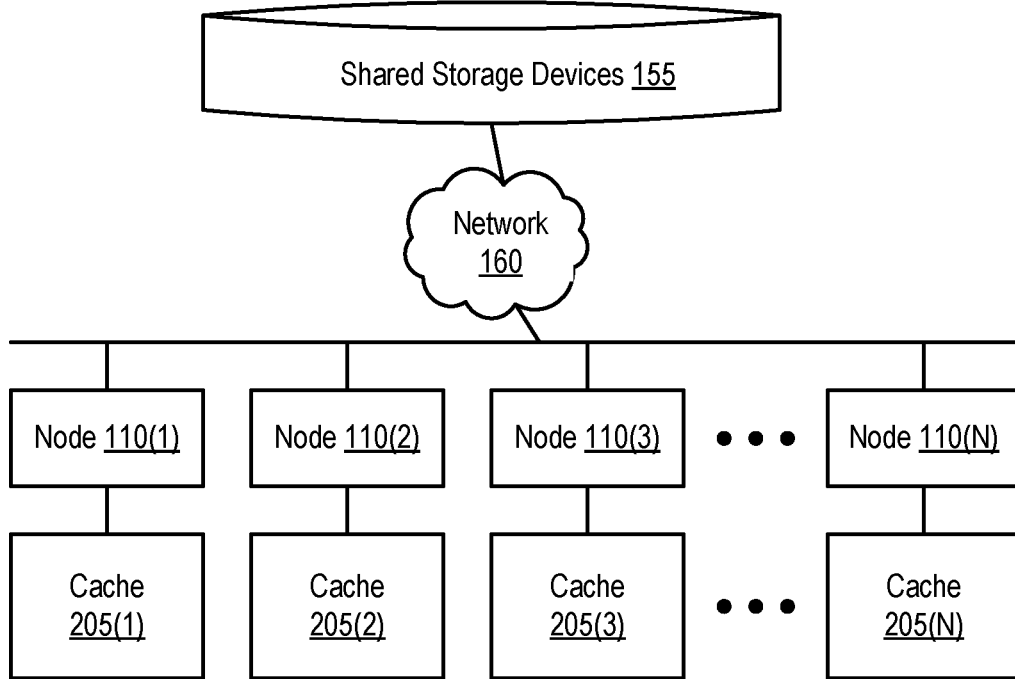 Shared Storage Devices 155
Network
160
Node 110(1)
Node 110(2)
Node 110(3)
Node 110(N)
Cache
205(1)
Cache
205(2)
Cache
205(3)
Cache
205(N)